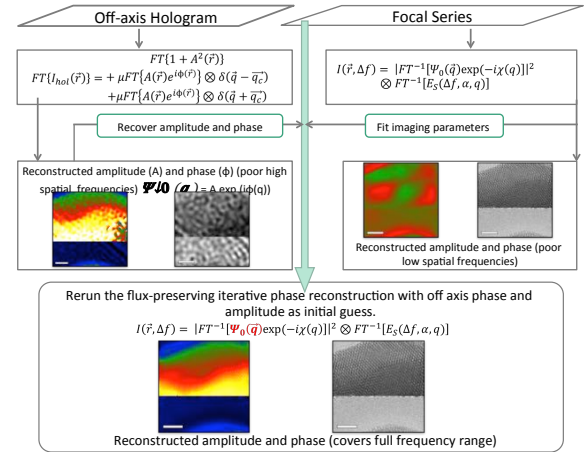 Off-axis Hologram
Focal Series
FT{1 + A²(r⃗)}
FT{I_hol(r⃗)} = + μFT{A(r⃗)e^{iϕ(r⃗)}} ⊗ δ(q⃗ − q_c⃗)
+μFT{A(r⃗)e^{iϕ(r⃗)}} ⊗ δ(q⃗ + q_c⃗)
I(r⃗, Δf) = |FT⁻¹[Ψ₀(q⃗)exp(−iχ(q)]|²
⊗ FT⁻¹[E_S(Δf, α, q)]
Recover amplitude and phase
Fit imaging parameters
Reconstructed amplitude (A) and phase (ϕ) (poor high
spatial frequencies) Ψ↓0 (q) = A exp (iϕ(q))
Reconstructed amplitude and phase (poor
low spatial frequencies)
Rerun the flux-preserving iterative phase reconstruction with off axis phase and
amplitude as initial guess.
I(r⃗, Δf) = |FT⁻¹[Ψ₀(q⃗)exp(−iχ(q)]|² ⊗ FT⁻¹[E_S(Δf, α, q)]
Reconstructed amplitude and phase (covers full frequency range)